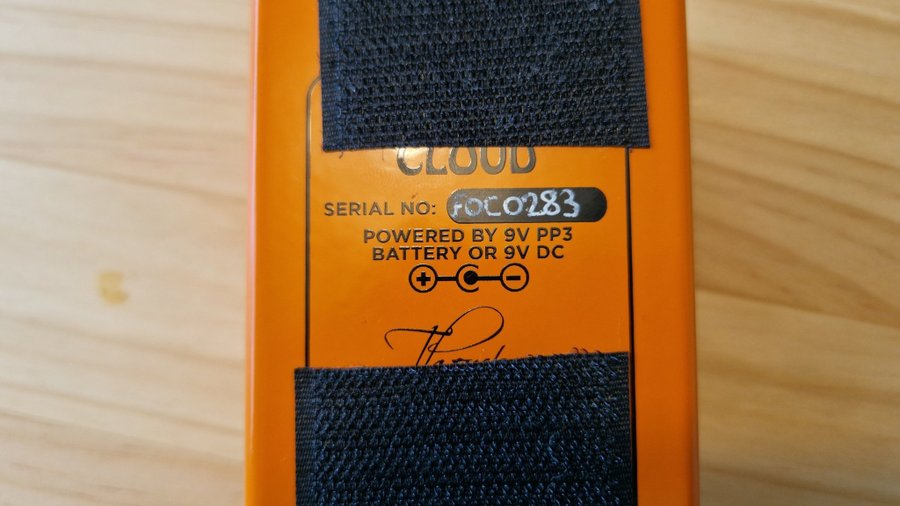 CLOUD
SERIAL NO: FOC0283
POWERED BY 9V PP3
BATTERY OR 9V DC
+ −